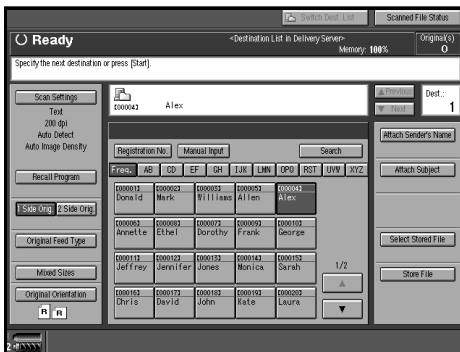 Switch Dest. List
Scanned File Status
Ready
<Destination List in Delivery Server>
Memory: 100%
Original(s)
0
Specify the next destination or press [Start].
Scan Settings
Text
200 dpi
Auto Detect
Auto Image Density
Recall Program
1 Side Orig.
2 Side Orig.
Original Feed Type
Mixed Sizes
Original Orientation
R R
[00004] Alex
▲ Previous
▼ Next
Dest.:
1
Registration No.
Manual Input
Search
Freq. AB CD EF GH IJK LMN OPQ RST UVW XYZ
[00001] [00002] [00003] [00005] [00004]
Donald Mark Williams Allen Alex
[00006] [00008] [00007] [00009] [00010]
Annette Ethel Dorothy Frank George
[00011] [00012] [00013] [00014] [00015]
Jeffrey Jennifer Jones Monica Sarah
[00016] [00017] [00018] [00019] [00020]
Chris David John Kate Laura
1/2
▲
▼
Attach Sender's Name
Attach Subject
Select Stored File
Store File
2